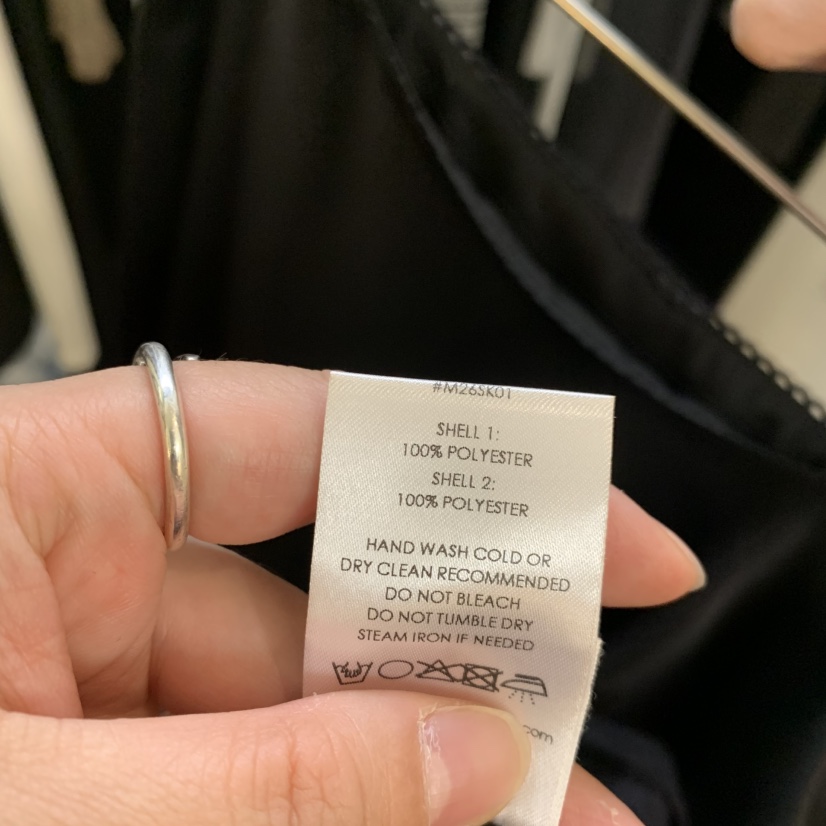 #M26SK01
SHELL 1:
100% POLYESTER
SHELL 2:
100% POLYESTER
HAND WASH COLD OR
DRY CLEAN RECOMMENDED
DO NOT BLEACH
DO NOT TUMBLE DRY
STEAM IRON IF NEEDED
.com